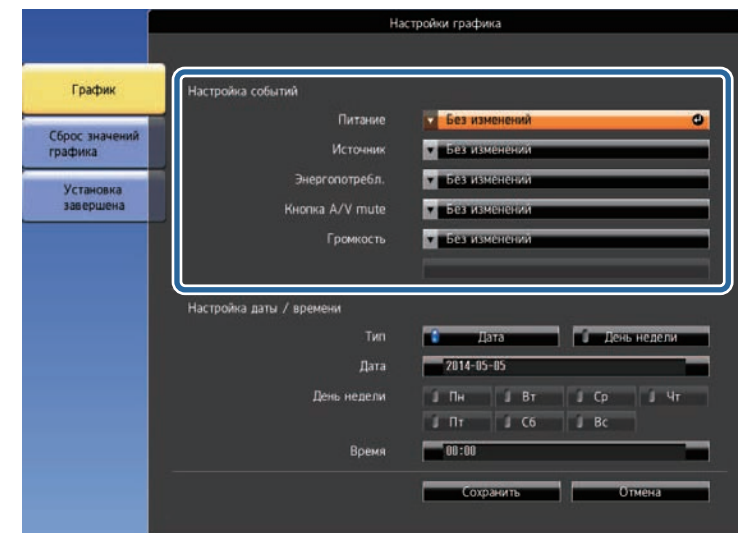 Настройки графика
График
Сброс значений
графика
Установка
завершена
Настройка событий
Питание Без изменений
Источник Без изменений
Энергопотребл. Без изменений
Кнопка A/V mute Без изменений
Громкость Без изменений
Настройка даты / времени
Тип Дата День недели
Дата 2014-05-05
День недели Пн Вт Ср Чт
Пт Сб Вс
Время 00:00
Сохранить Отмена